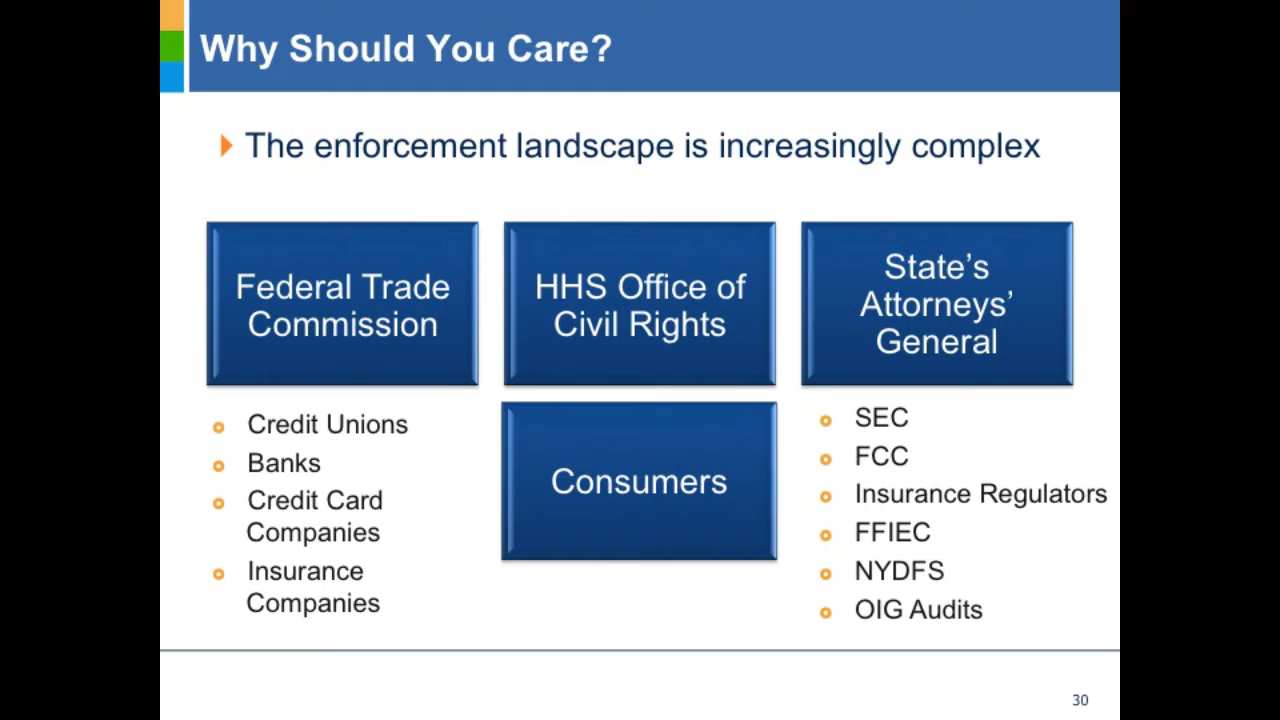 Why Should You Care?
The enforcement landscape is increasingly complex
Federal Trade
Commission
HHS Office of
Civil Rights
State’s
Attorneys’
General
Credit Unions
Banks
Credit Card
Companies
Insurance
Companies
Consumers
SEC
FCC
Insurance Regulators
FFIEC
NYDFS
OIG Audits
30